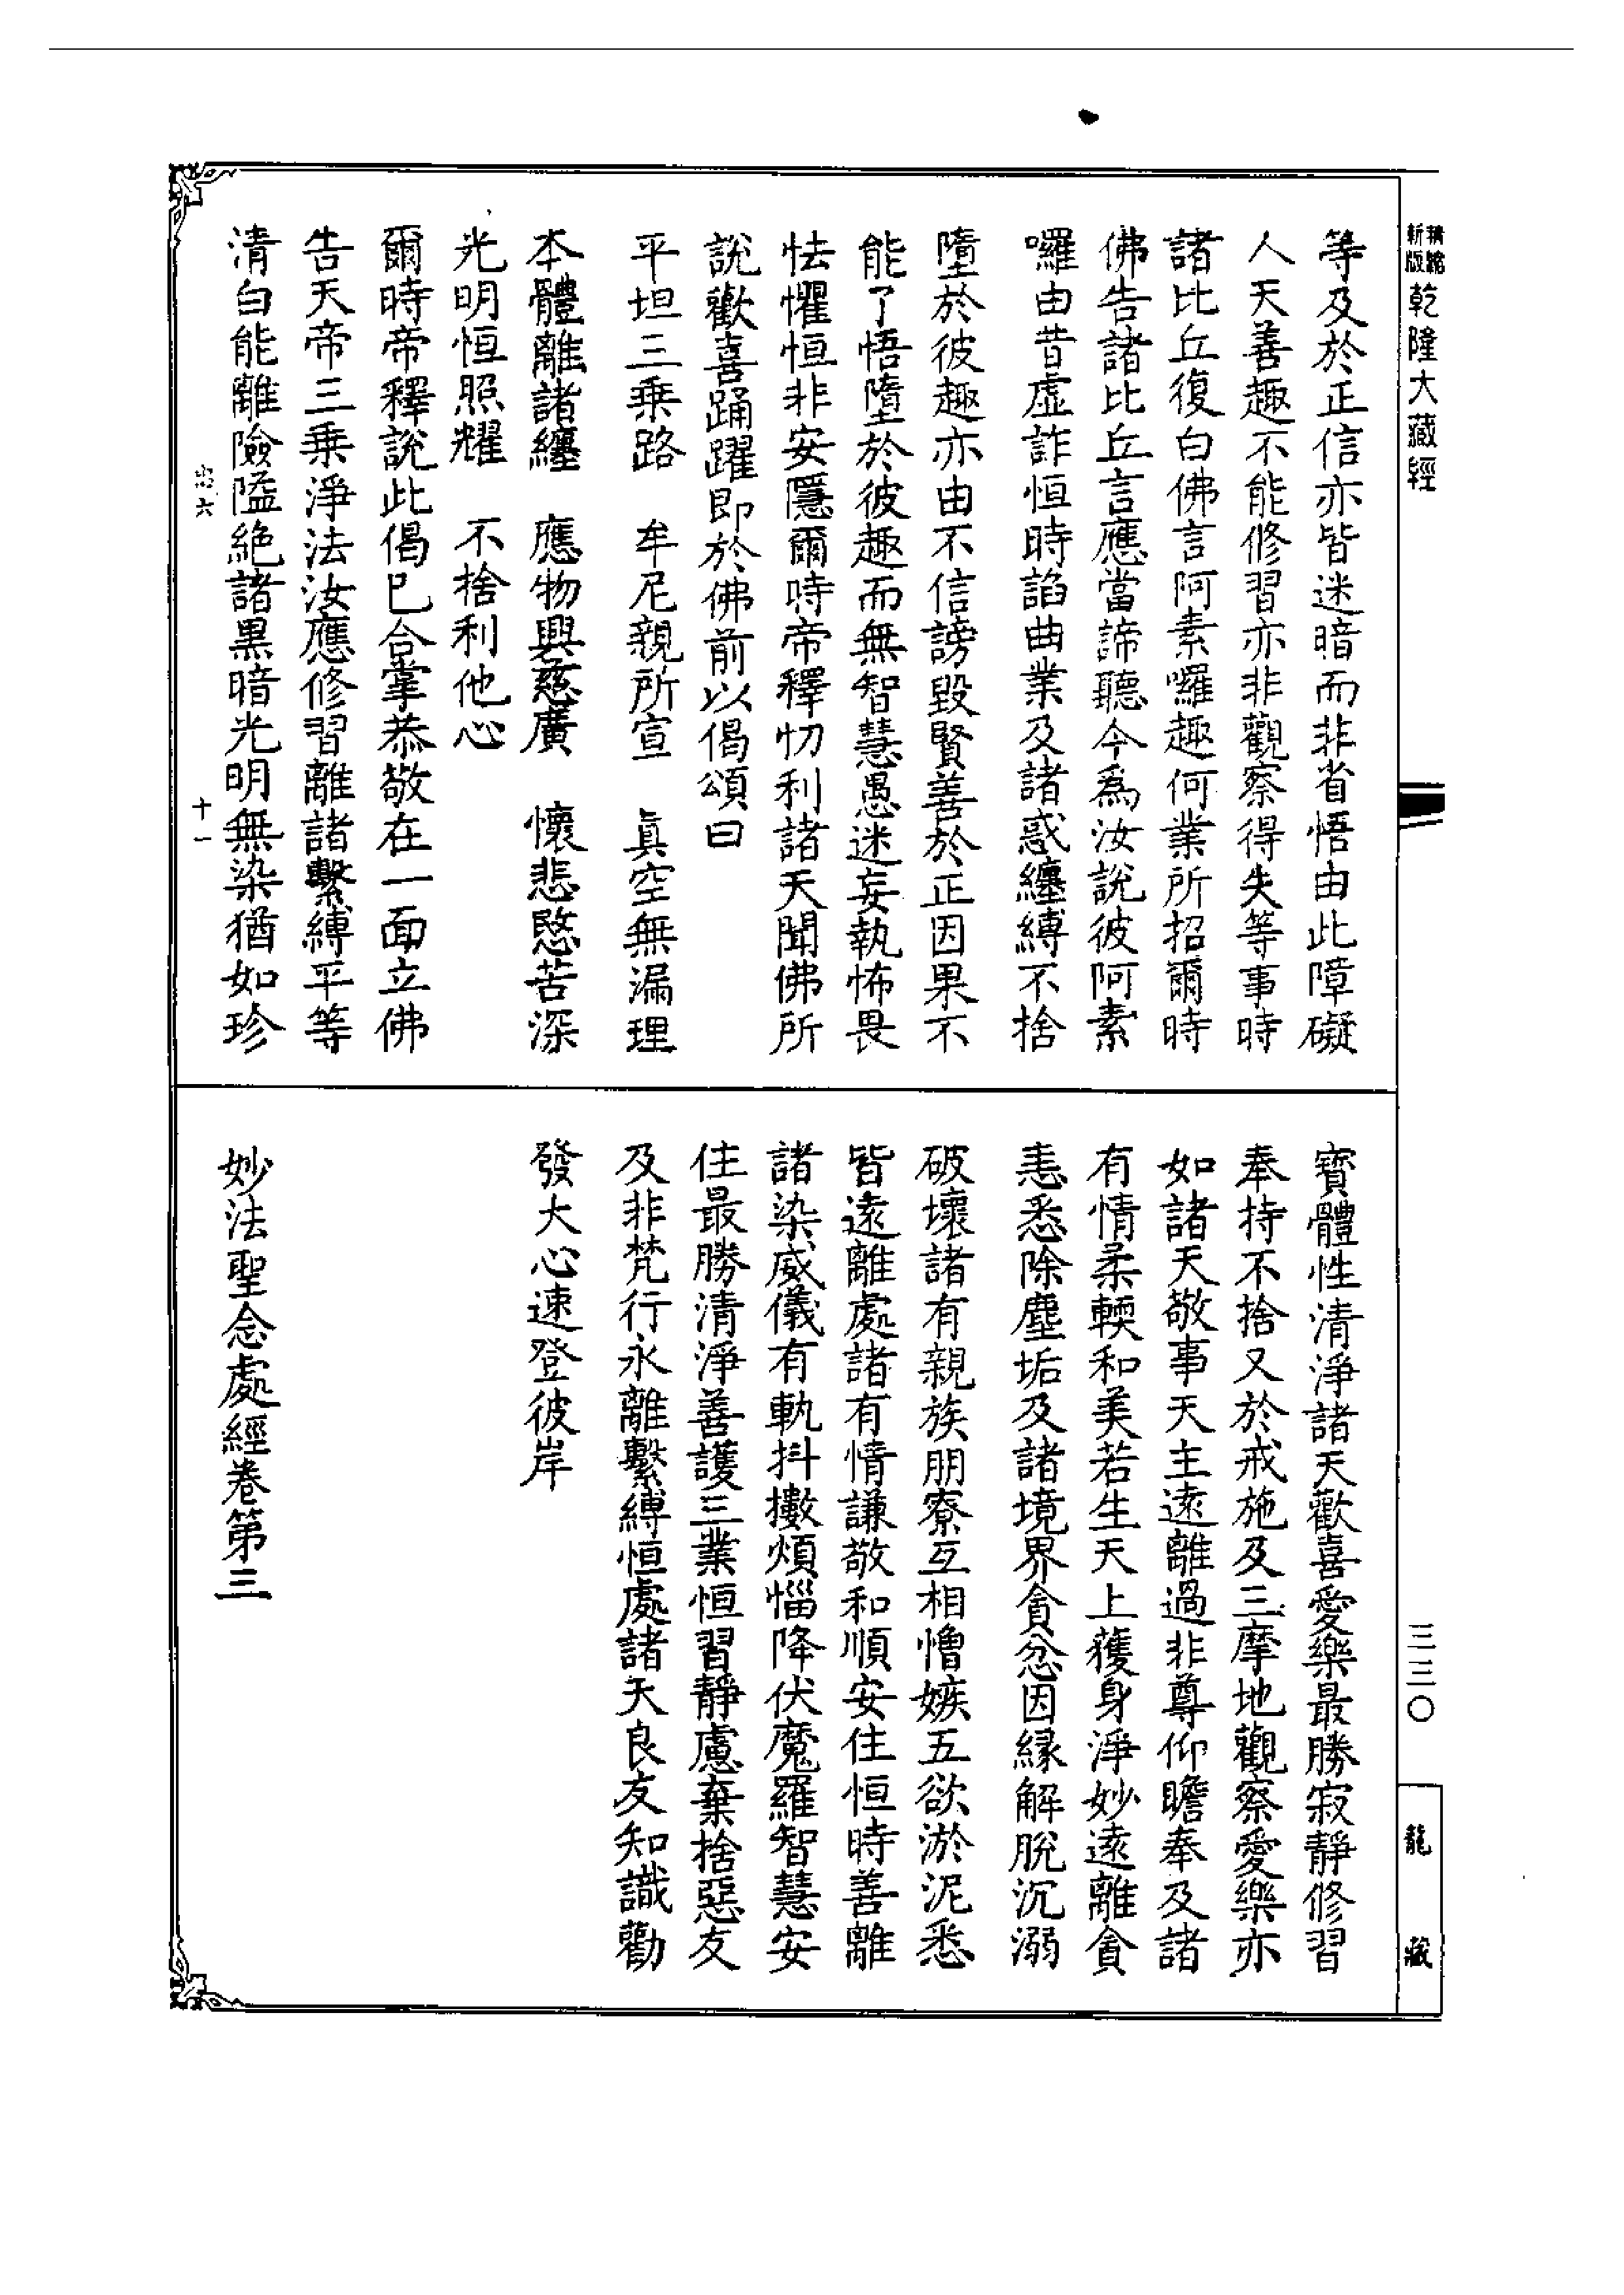 新版
精縮
乾隆大藏經
三三〇
龍藏
等及於正信亦皆迷暗而非省悟由此障礙
人天善趣不能修習亦非觀察得失等事時
諸比丘復白佛言阿素囉趣何業所招爾時
佛告諸比丘言應當諦聽今為汝說彼阿素
囉由昔虛詐恒時諂曲業及諸惑纏縛不捨
墮於彼趣亦由不信謗毀賢善於正因果不
能了悟墮於彼趣而無智慧愚迷妄執怖畏
怯懼恒非安隱爾時帝釋忉利諸天聞佛所
說歡喜踊躍即於佛前以偈頌曰
平坦三乘路　牟尼親所宣　真空無漏理
本體離諸纏　應物興慈廣　懷悲愍苦深
光明恒照耀　不捨利他心
爾時帝釋說此偈已合掌恭敬在一面立佛
告天帝三乘淨法汝應修習離諸繫縛平等
清白能離險隘絶諸黑暗光明無染猶如珍
忠六
十一
寶體性清淨諸天歡喜愛樂最勝寂靜修習
奉持不捨又於戒施及三摩地觀察愛樂亦
如諸天敬事天主遠離過非尊仰瞻奉及諸
有情柔輭和美若生天上獲身淨妙遠離貪
恚悉除塵垢及諸境界貪忿因緣解脫沉溺
破壞諸有親族朋寮互相憎嫉五欲淤泥悉
皆遠離處諸有情謙敬和順安住恒時善離
諸染威儀有軌抖擻煩惱降伏魔羅智慧安
住最勝清淨善護三業恒習靜慮棄捨惡友
及非梵行永離繫縛恒處諸天良友知識勸
發大心速登彼岸
妙法聖念處經卷第三